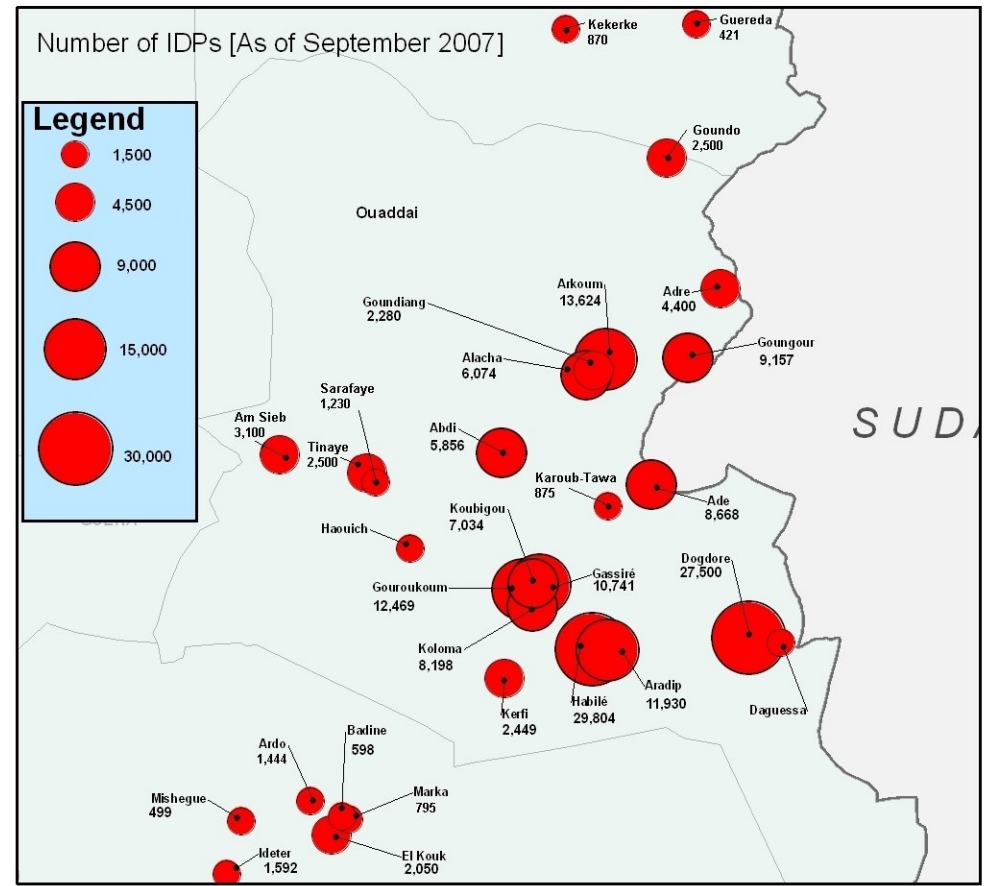 Number of IDPs [As of September 2007]
Legend
1,500
4,500
9,000
15,000
30,000
Kekerke
870
Guereda
421
Goundo
2,500
Ouaddai
Arkoum
13,624
Adre
4,400
Goundiang
2,280
Goungour
9,157
Alacha
6,074
Sarafaye
1,230
Am Sieb
3,100
Tinaye
2,500
Abdi
5,856
SUDA
Karoub-Tawa
875
Ade
8,668
Koubigou
7,034
Haouich
Dogdore
27,500
Gassiré
10,741
Gouroukoum
12,469
Koloma
8,198
Aradip
11,930
Habilé
29,804
Daguessa
Kerfi
2,449
Badine
598
Ardo
1,444
Marka
795
Mishegue
499
Ideter
1,592
El Kouk
2,050